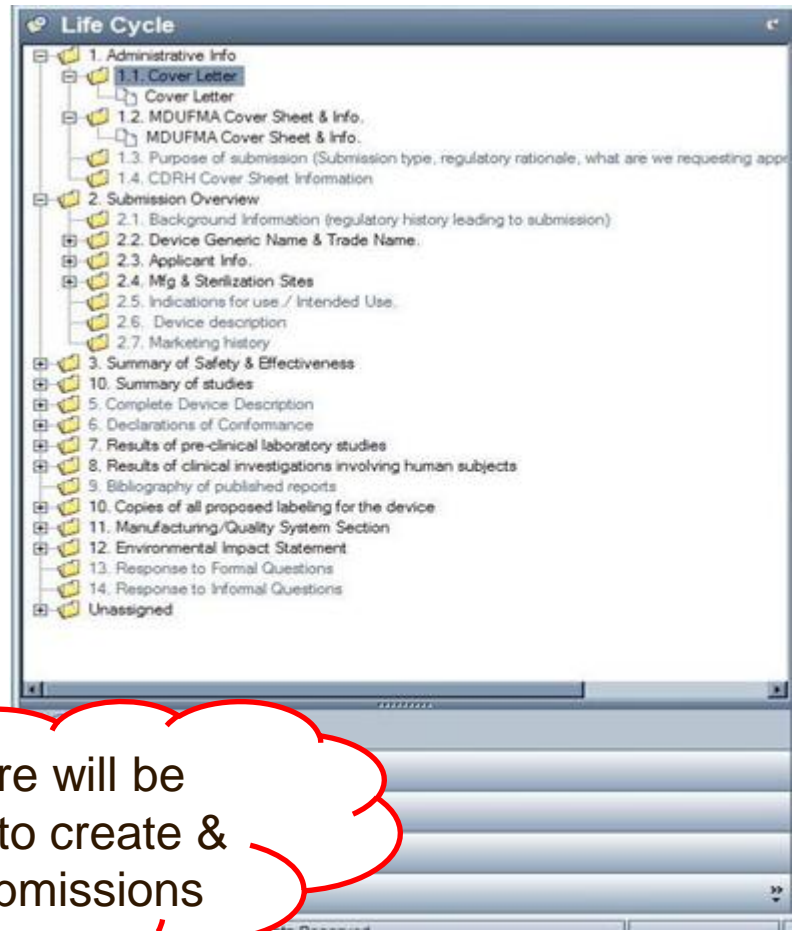 Life Cycle
1. Administrative Info
1.1. Cover Letter
Cover Letter
1.2. MDUFMA Cover Sheet & Info.
MDUFMA Cover Sheet & Info.
1.3. Purpose of submission (Submission type, regulatory rationale, what are we requesting appr
1.4. CDRH Cover Sheet Information
2. Submission Overview
2.1. Background Information (regulatory history leading to submission)
2.2. Device Generic Name & Trade Name.
2.3. Applicant Info.
2.4. Mfg & Sterilization Sites
2.5. Indications for use / Intended Use.
2.6. Device description
2.7. Marketing history
3. Summary of Safety & Effectiveness
10. Summary of studies
5. Complete Device Description
6. Declarations of Conformance
7. Results of pre-clinical laboratory studies
8. Results of clinical investigations involving human subjects
9. Bibliography of published reports
10. Copies of all proposed labeling for the device
11. Manufacturing/Quality System Section
12. Environmental Impact Statement
13. Response to Formal Questions
14. Response to Informal Questions
Unassigned
re will be
to create &
omissions